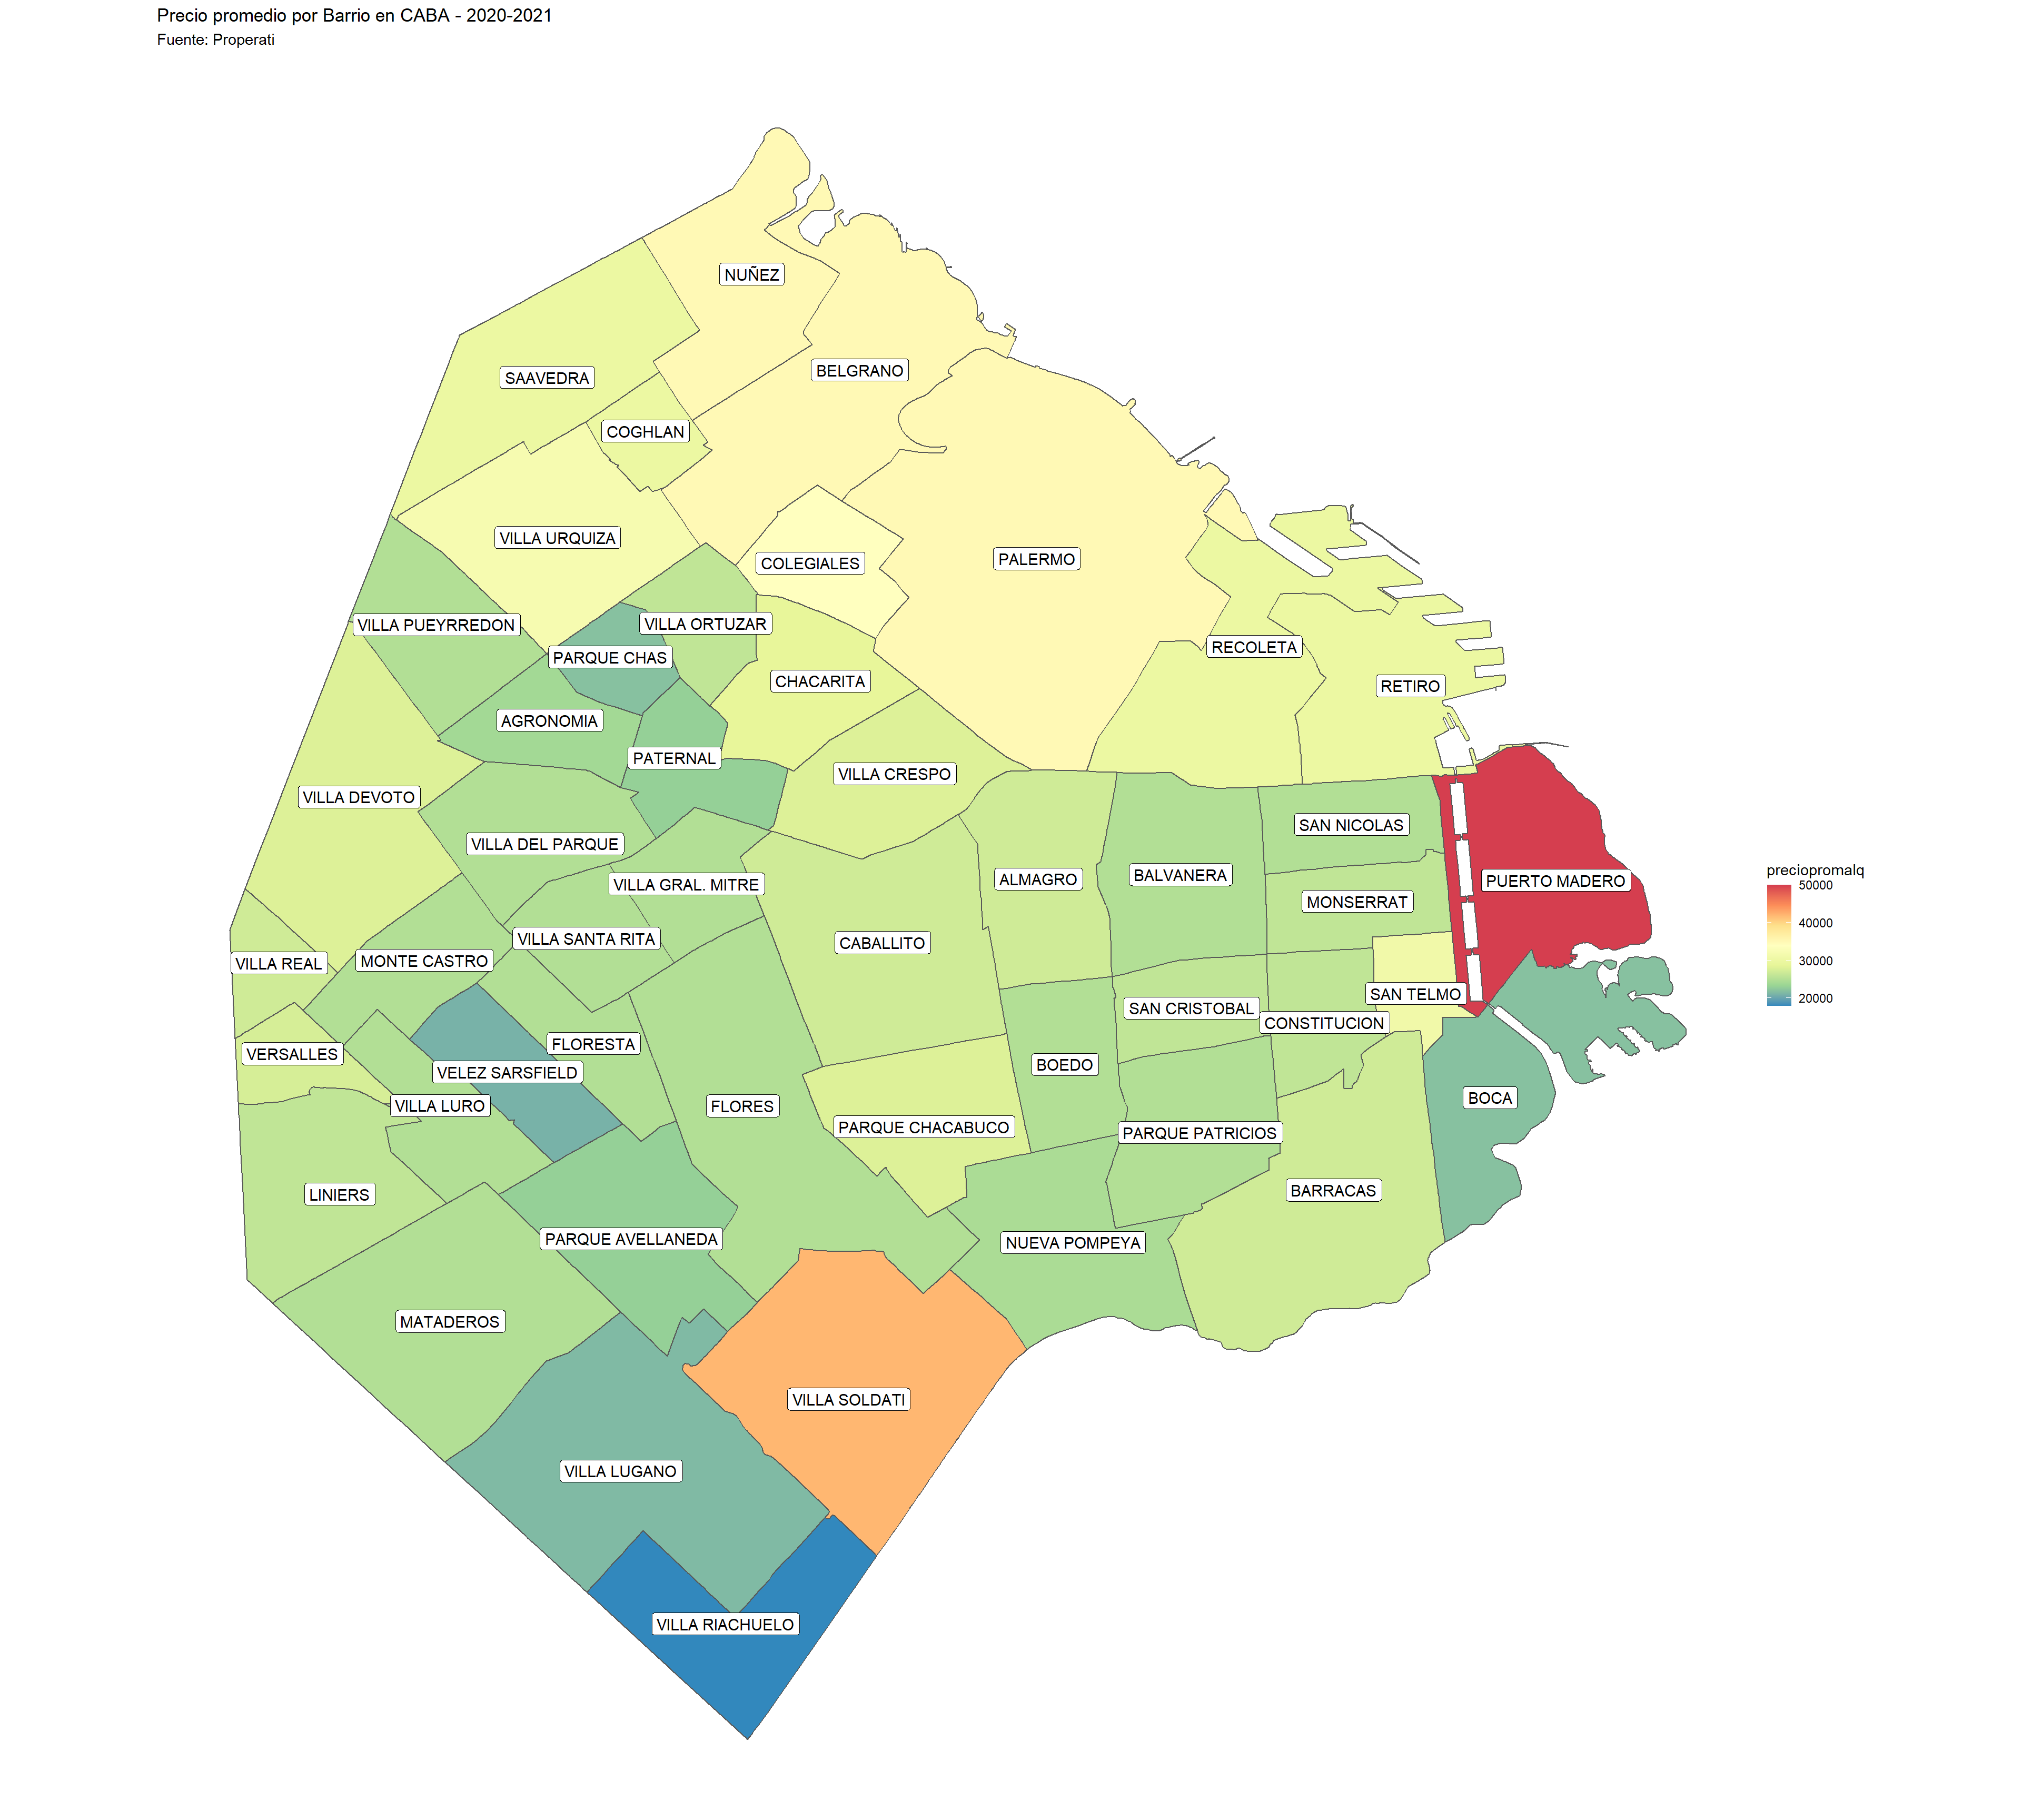 Precio promedio por Barrio en CABA - 2020-2021
Fuente: Properati
NUÑEZ
BELGRANO
SAAVEDRA
COGHLAN
VILLA URQUIZA
COLEGIALES
PALERMO
VILLA PUEYRREDON
VILLA ORTUZAR
PARQUE CHAS
RECOLETA
CHACARITA
RETIRO
AGRONOMIA
PATERNAL
VILLA CRESPO
VILLA DEVOTO
SAN NICOLAS
VILLA DEL PARQUE
BALVANERA
ALMAGRO
PUERTO MADERO
VILLA GRAL. MITRE
MONSERRAT
VILLA SANTA RITA
CABALLITO
MONTE CASTRO
VILLA REAL
SAN TELMO
SAN CRISTOBAL
CONSTITUCION
FLORESTA
VERSALLES
BOEDO
VELEZ SARSFIELD
BOCA
VILLA LURO
FLORES
PARQUE CHACABUCO
PARQUE PATRICIOS
BARRACAS
LINIERS
PARQUE AVELLANEDA
NUEVA POMPEYA
MATADEROS
VILLA SOLDATI
VILLA LUGANO
VILLA RIACHUELO
preciopromalq
50000
40000
30000
20000